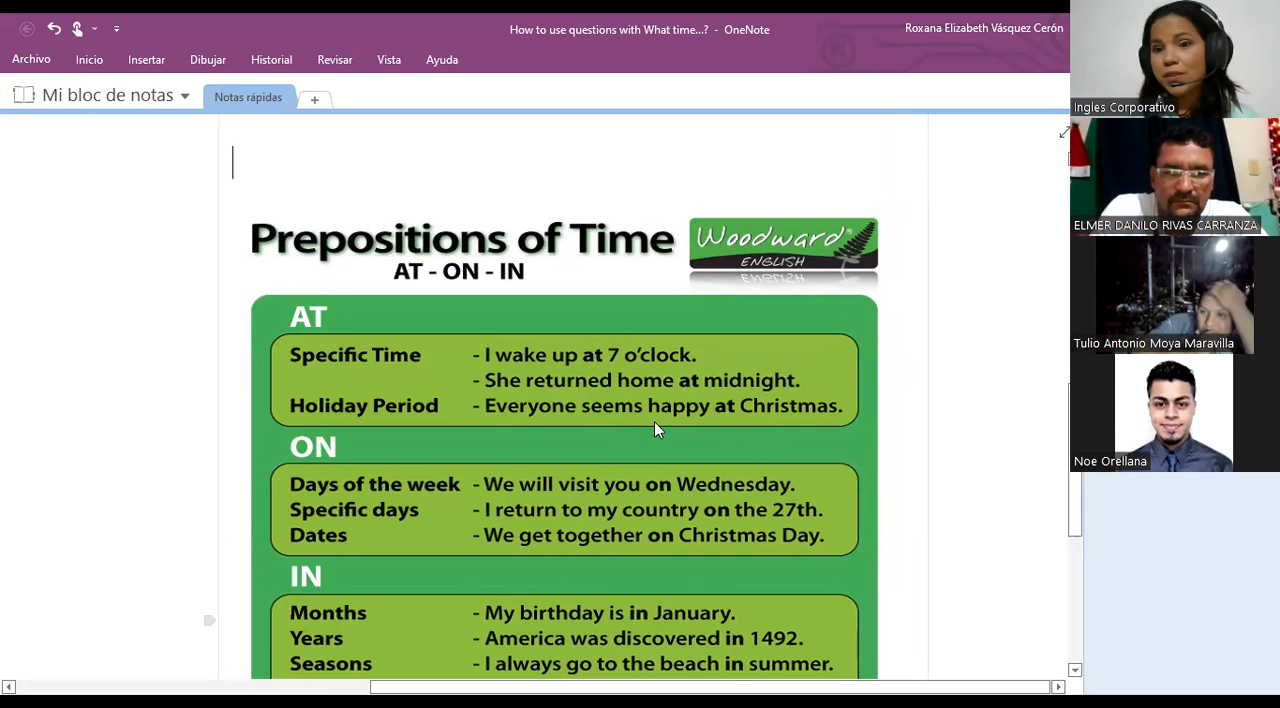 How to use questions with What time...? - OneNote
Roxana Elizabeth Vásquez Cerón
Archivo Inicio Insertar Dibujar Historial Revisar Vista Ayuda
Mi bloc de notas
Notas rápidas
Prepositions of Time
AT - ON - IN
Woodward®
ENGLISH
AT
Specific Time - I wake up at 7 o'clock.
- She returned home at midnight.
Holiday Period - Everyone seems happy at Christmas.
ON
Days of the week - We will visit you on Wednesday.
Specific days - I return to my country on the 27th.
Dates - We get together on Christmas Day.
IN
Months - My birthday is in January.
Years - America was discovered in 1492.
Seasons - I always go to the beach in summer.
Ingles Corporativo
ELMER DANILO RIVAS CARRANZA
Tulio Antonio Moya Maravilla
Noe Orellana